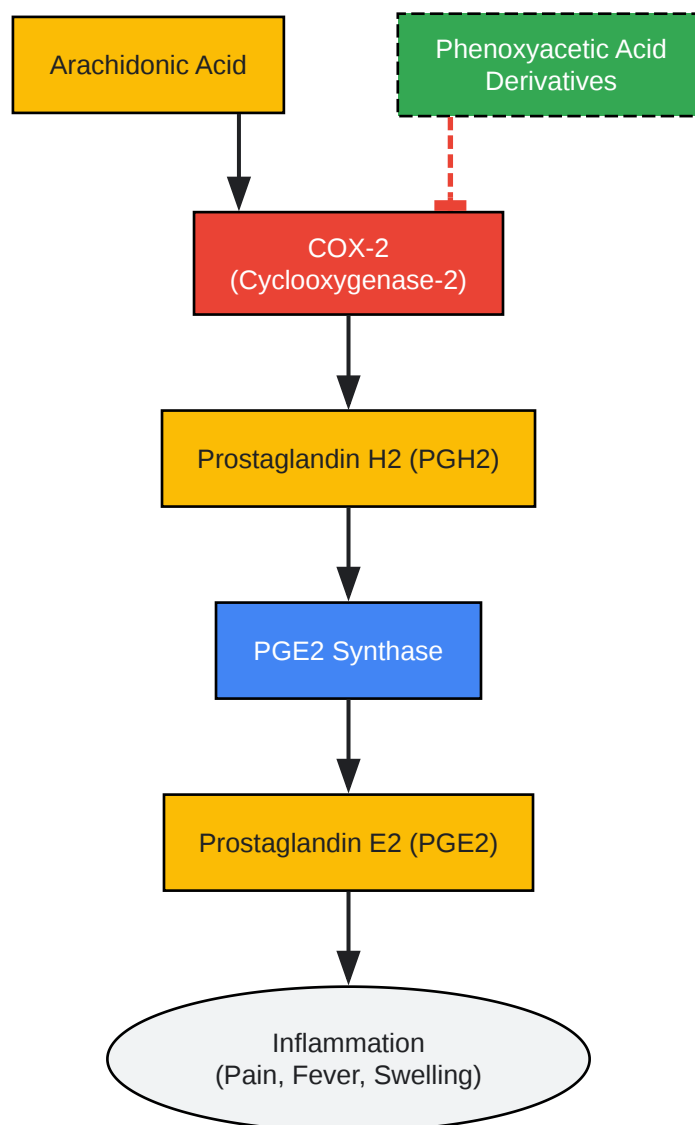 Arachidonic Acid
Phenoxyacetic Acid
Derivatives
COX-2
(Cyclooxygenase-2)
Prostaglandin H2 (PGH2)
PGE2 Synthase
Prostaglandin E2 (PGE2)
Inflammation
(Pain, Fever, Swelling)